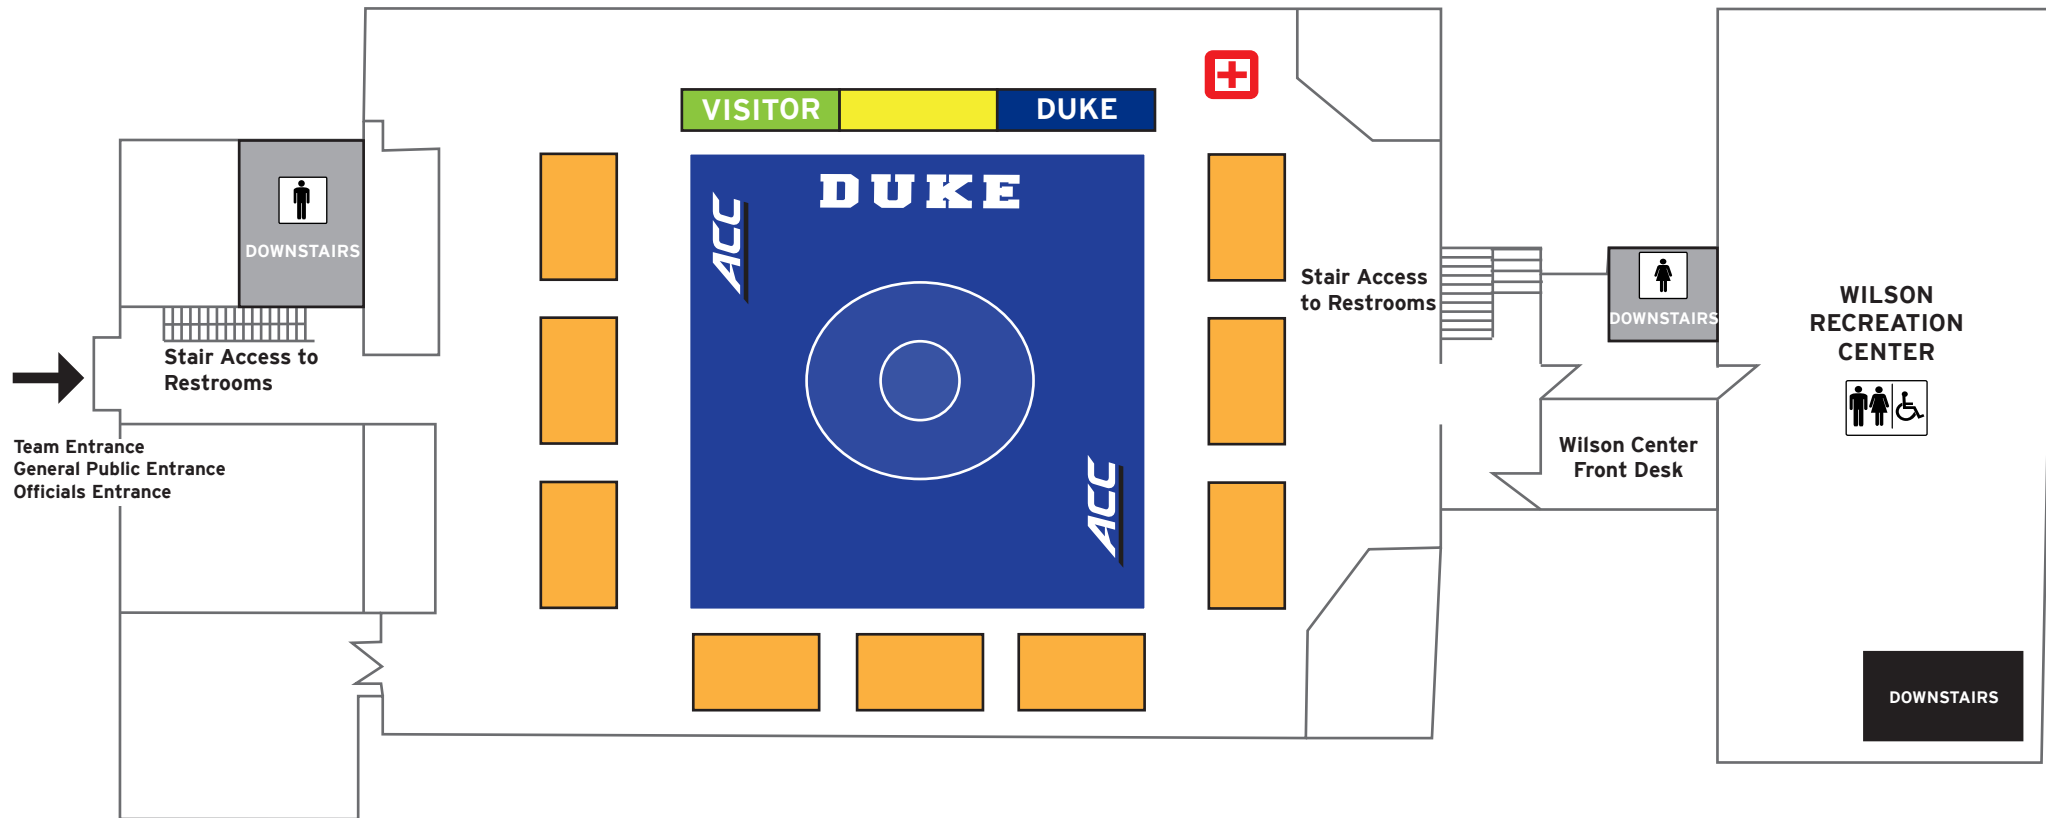 VISITOR
DUKE
DUKE
ACC
ACC
DOWNSTAIRS
Stair Access to
Restrooms
Team Entrance
General Public Entrance
Officials Entrance
Stair Access
to Restrooms
DOWNSTAIRS
Wilson Center
Front Desk
WILSON
RECREATION
CENTER
DOWNSTAIRS